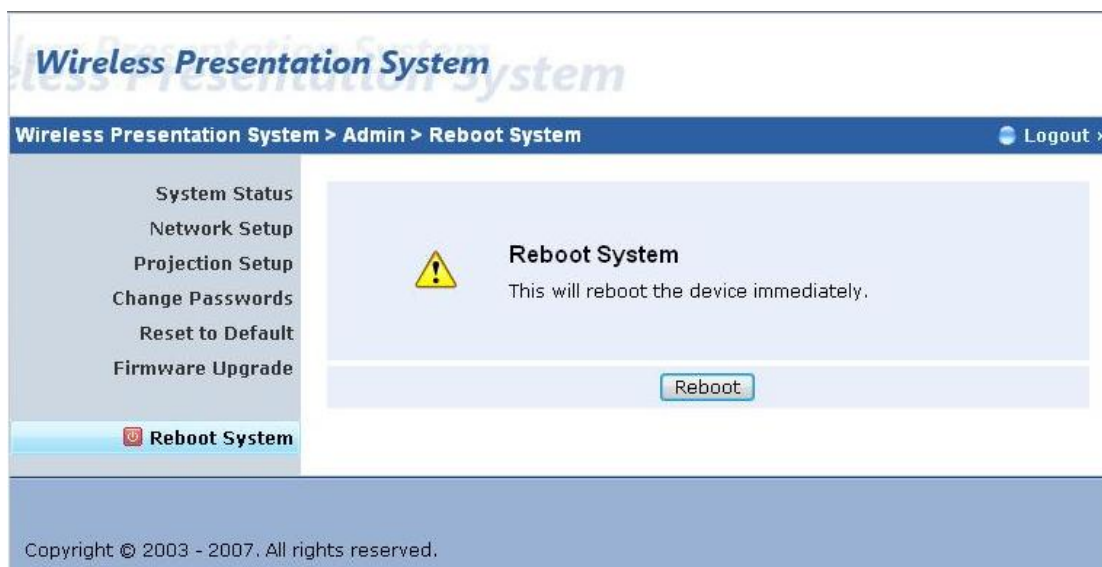 Wireless Presentation System
Wireless Presentation System > Admin > Reboot System
Logout »
System Status
Network Setup
Projection Setup
Change Passwords
Reset to Default
Firmware Upgrade
Reboot System
Reboot System
This will reboot the device immediately.
Reboot
Copyright © 2003 - 2007. All rights reserved.